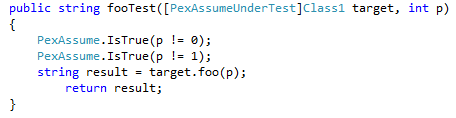 public string fooTest([PexAssumeUnderTest]Class1 target, int p)
{
    PexAssume.IsTrue(p != 0);
    PexAssume.IsTrue(p != 1);
    string result = target.foo(p);
        return result;
}